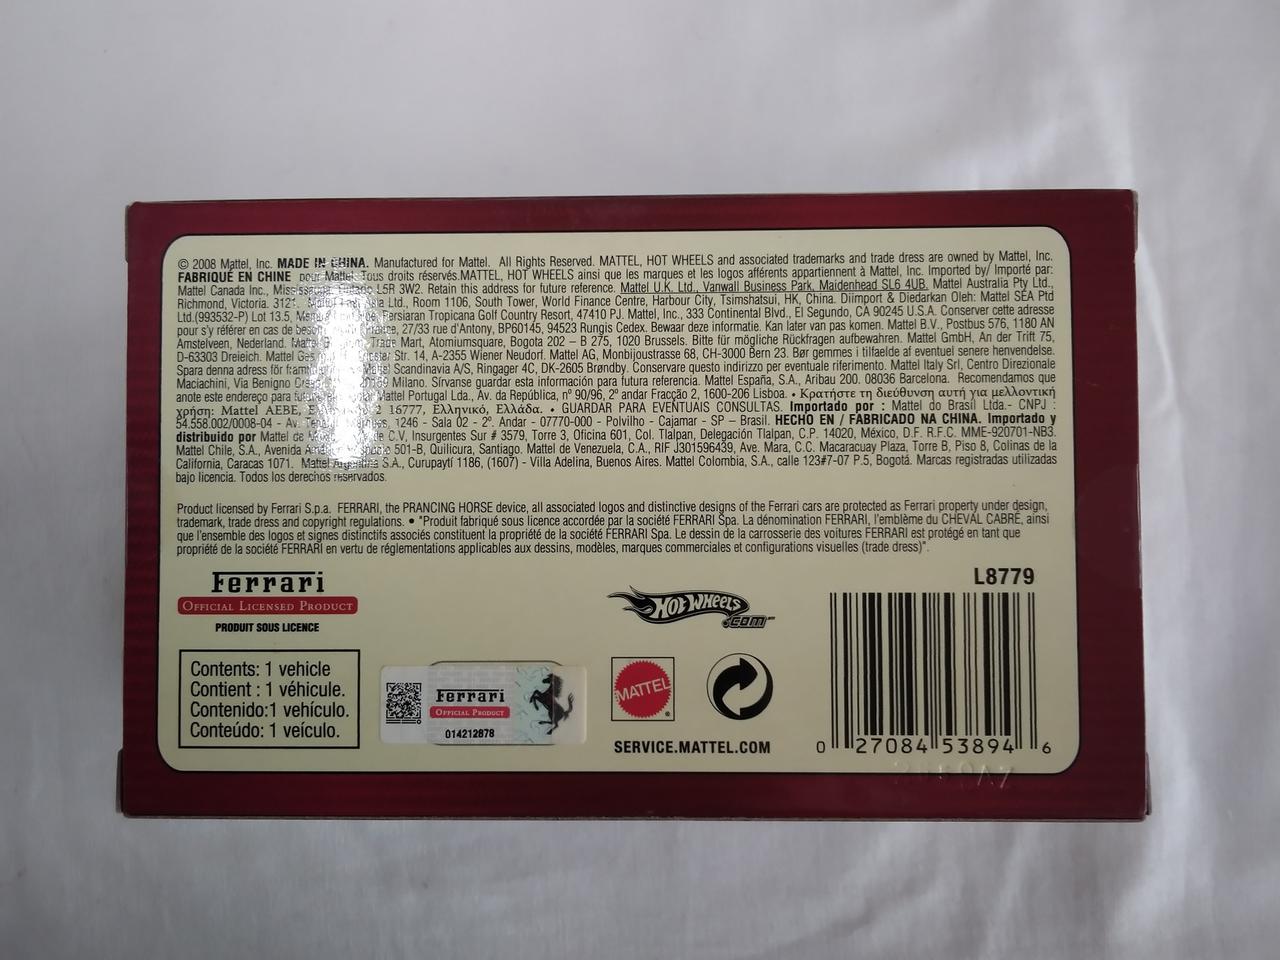 © 2008 Mattel, Inc. MADE IN CHINA. Manufactured for Mattel. All Rights Reserved. MATTEL, HOT WHEELS and associated trademarks and trade dress are owned by Mattel, Inc.
FABRIQUÉ EN CHINE pour Mattel. Tous droits réservés.MATTEL, HOT WHEELS ainsi que les marques et les logos afférents appartiennent à Mattel, Inc. Imported by/ Importé par:
Mattel Canada Inc., L5R 3W2. Retain this address for future reference. Mattel U.K. Ltd., Vanwall Business Park, Maidenhead SL6 4UB. Mattel Australia Pty Ltd.,
Richmond, Victoria. 3121. Ltd., Room 1106, South Tower, World Finance Centre, Harbour City, Tsimshatsui, HK, China. Diimport & Diedarkan Oleh: Mattel SEA Ptd
Ltd.(993532-P) Lot 13.5, Persiaran Tropicana Golf Country Resort, 47410 PJ. Mattel, Inc., 333 Continental Blvd., El Segundo, CA 90245 U.S.A. Conserver cette adresse
pour s'y référer en cas de 27/33 rue d'Antony, BP60145, 94523 Rungis Cedex. Bewaar deze informatie. Kan later van pas komen. Mattel B.V., Postbus 576, 1180 AN
Amstelveen, Nederland. Trade Mart, Atomiumsquare, Bogota 202 – B 275, 1020 Brussels. Bitte für mögliche Rückfragen aufbewahren. Mattel GmbH, An der Trift 75,
D-63303 Dreieich. Mattel Str. 14, A-2355 Wiener Neudorf. Mattel AG, Monbijoustrasse 68, CH-3000 Bern 23. Bør gemmes i tilfaelde af eventuel senere henvendelse.
Spara denna adress för Scandinavia A/S, Ringager 4C, DK-2605 Brøndby. Conservare questo indirizzo per eventuale riferimento. Mattel Italy Srl, Centro Direzionale
Maciachini, Via Benigno Milano. Sírvanse guardar esta información para futura referencia. Mattel España, S.A., Aribau 200. 08036 Barcelona. Recomendamos que
anote este endereço para Mattel Portugal Lda., Av. da República, nº 90/96, 2º andar Fracção 2, 1600-206 Lisboa. • Κρατήστε τη διεύθυνση αυτή για μελλοντική
χρήση: Mattel AEBE, 16777, Ελληνικό, Ελλάδα. • GUARDAR PARA EVENTUAIS CONSULTAS. Importado por : Mattel do Brasil Ltda.- CNPJ :
54.558.002/0008-04 - Av. 1246 - Sala 02 - 2º. Andar - 07770-000 - Polvilho - Cajamar - SP – Brasil. HECHO EN / FABRICADO NA CHINA. Importado y
distribuido por Mattel de C.V, Insurgentes Sur # 3579, Torre 3, Oficina 601, Col. Tlalpan, Delegación Tlalpan, C.P. 14020, México, D.F. R.F.C. MME-920701-NB3.
Mattel Chile, S.A., Avenida 501-B, Quilicura, Santiago. Mattel de Venezuela, C.A., RIF J301596439, Ave. Mara, C.C. Macaracuay Plaza, Torre B, Piso 8, Colinas de la
California, Caracas 1071. Mattel Argentina S.A., Curupaytí 1186, (1607) - Villa Adelina, Buenos Aires. Mattel Colombia, S.A., calle 123#7-07 P.5, Bogotá. Marcas registradas utilizadas
bajo licencia. Todos los derechos reservados.
Product licensed by Ferrari S.p.a. FERRARI, the PRANCING HORSE device, all associated logos and distinctive designs of the Ferrari cars are protected as Ferrari property under design,
trademark, trade dress and copyright regulations. • "Produit fabriqué sous licence accordée par la société FERRARI Spa. La dénomination FERRARI, l'emblème du CHEVAL CABRÉ, ainsi
que l'ensemble des logos et signes distinctifs associés constituent la propriété de la société FERRARI Spa. Le dessin de la carrosserie des voitures FERRARI est protégé en tant que
propriété de la société FERRARI en vertu de réglementations applicables aux dessins, modèles, marques commerciales et configurations visuelles (trade dress)".
Ferrari
OFFICIAL LICENSED PRODUCT
PRODUIT SOUS LICENCE
Contents: 1 vehicle
Contient : 1 véhicule.
Contenido:1 vehículo.
Conteúdo: 1 veículo.
Ferrari
OFFICIAL PRODUCT
014212878
HOT WHEELS
.COM
MATTEL
SERVICE.MATTEL.COM
L8779
0 27084 53894 6